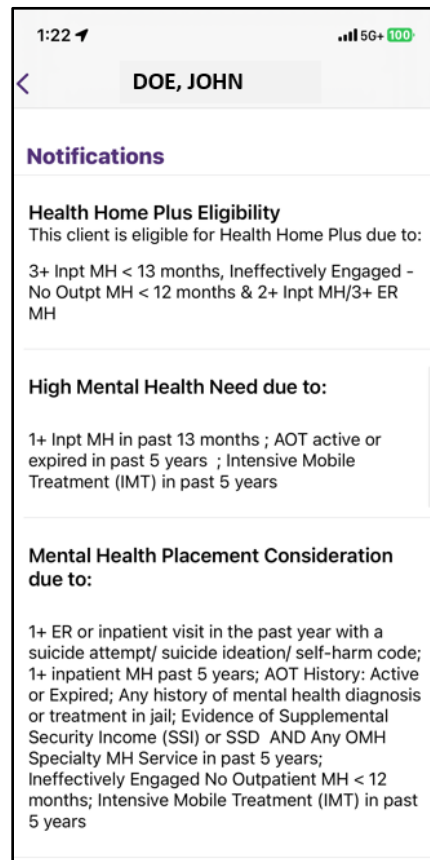 1:22
5G+ 100
DOE, JOHN
Notifications
Health Home Plus Eligibility
This client is eligible for Health Home Plus due to:
3+ Inpt MH < 13 months, Ineffectively Engaged -
No Outpt MH < 12 months & 2+ Inpt MH/3+ ER
MH
High Mental Health Need due to:
1+ Inpt MH in past 13 months ; AOT active or
expired in past 5 years  ; Intensive Mobile
Treatment (IMT) in past 5 years
Mental Health Placement Consideration
due to:
1+ ER or inpatient visit in the past year with a
suicide attempt/ suicide ideation/ self-harm code;
1+ inpatient MH past 5 years; AOT History: Active
or Expired; Any history of mental health diagnosis
or treatment in jail; Evidence of Supplemental
Security Income (SSI) or SSD  AND Any OMH
Specialty MH Service in past 5 years;
Ineffectively Engaged No Outpatient MH < 12
months; Intensive Mobile Treatment (IMT) in past
5 years